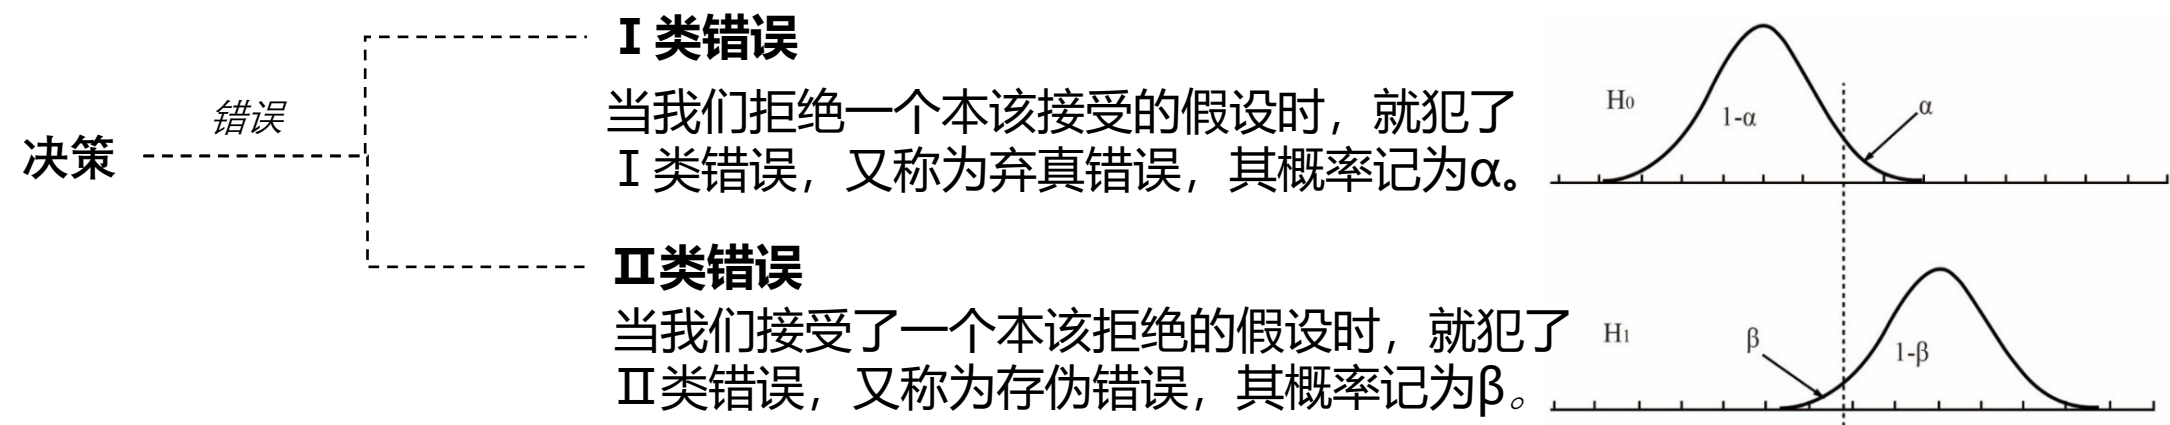 Ⅰ类错误
错误
决策
当我们拒绝一个本该接受的假设时，就犯了
Ⅰ类错误，又称为弃真错误，其概率记为α。
H0
1-α
α
Ⅱ类错误
当我们接受了一个本该拒绝的假设时，就犯了
Ⅱ类错误，又称为存伪错误，其概率记为β。
H1
β
1-β